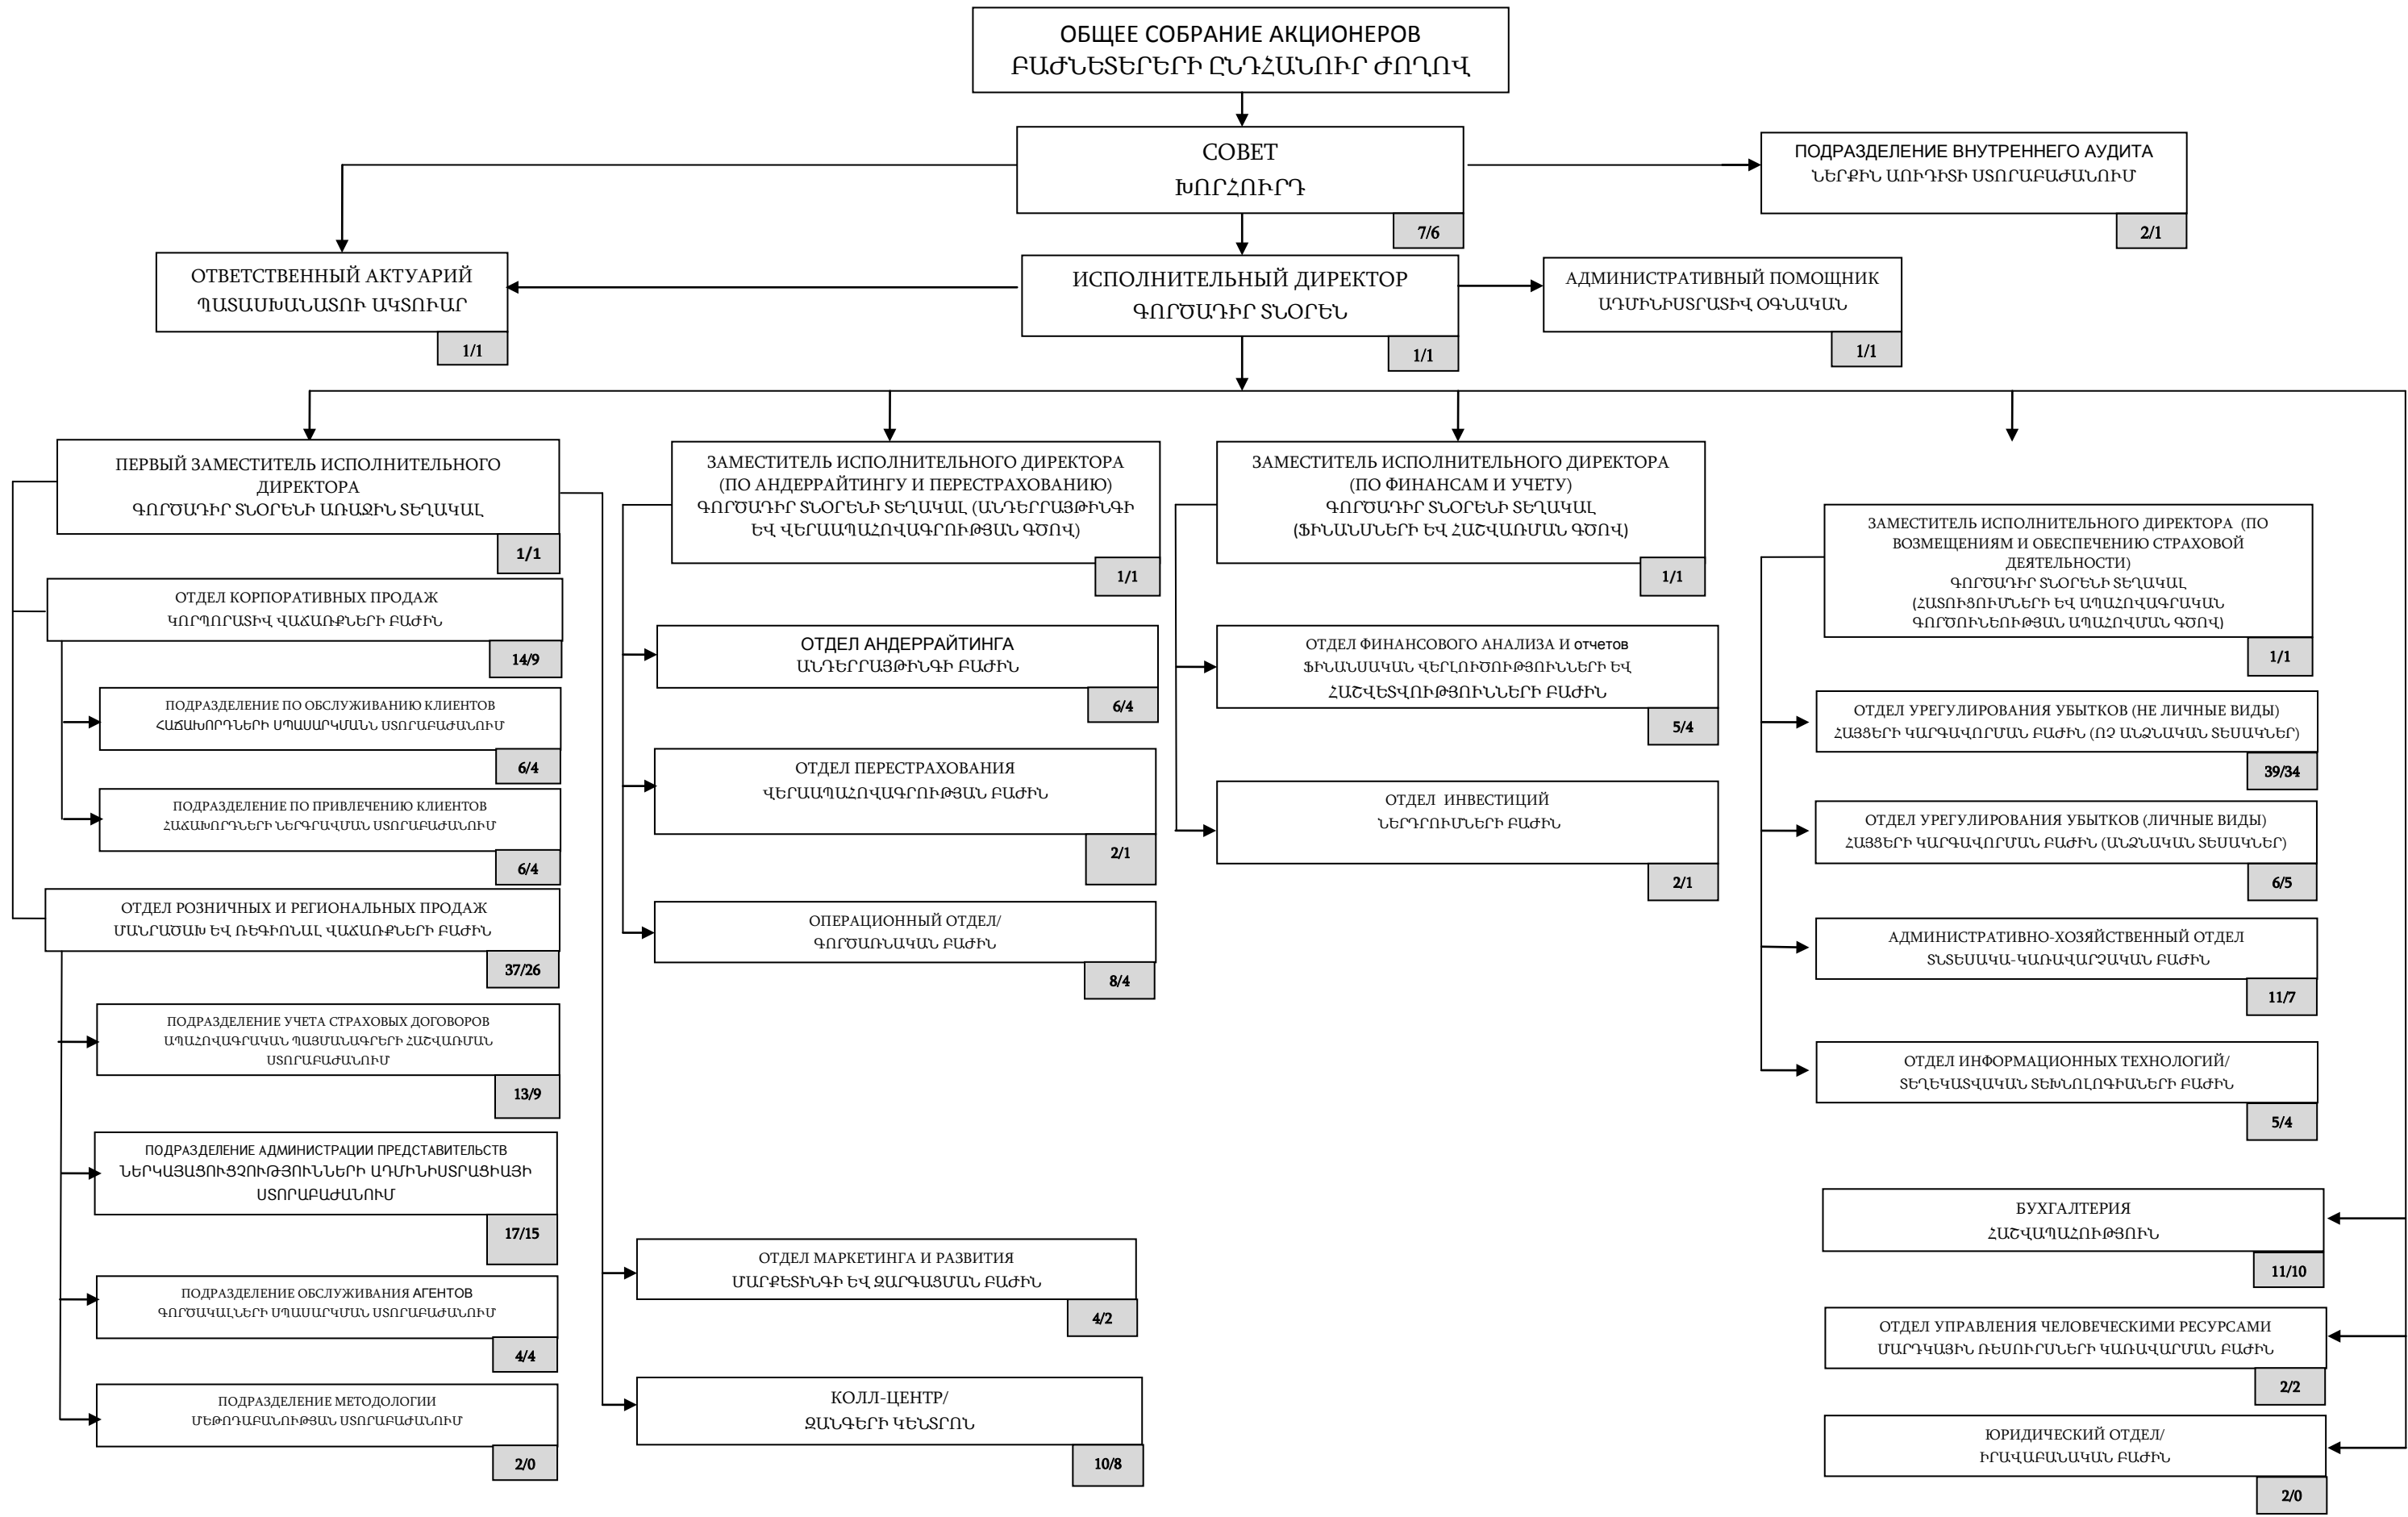 ОБЩЕЕ СОБРАНИЕ АКЦИОНЕРОВ
ԲԱԺՆԵՏԵՐԵՐԻ ԸՆԴՀԱՆՈՒՐ ԺՈՂՈՎ
СОВЕТ
ԽՈՐՀՈՒՐԴ
7/6
ПОДРАЗДЕЛЕНИЕ ВНУТРЕННЕГО АУДИТА
ՆԵՐՔԻՆ ԱՈՒԴԻՏԻ ՍՏՈՐԱԲԱԺԱՆՈՒՄ
2/1
ОТВЕТСТВЕННЫЙ АКТУАРИЙ
ՊԱՏԱՍԽԱՆԱՏՈՒ ԱԿՏՈՒԱՐ
1/1
ИСПОЛНИТЕЛЬНЫЙ ДИРЕКТОР
ԳՈՐԾԱԴԻՐ ՏՆՕՐԵՆ
1/1
АДМИНИСТРАТИВНЫЙ ПОМОЩНИК
ԱԴՄԻՆԻՍՏՐԱՏԻՎ ՕԳՆԱԿԱՆ
1/1
ПЕРВЫЙ ЗАМЕСТИТЕЛЬ ИСПОЛНИТЕЛЬНОГО
ДИРЕКТОРА
ԳՈՐԾԱԴԻՐ ՏՆՕՐԵՆԻ ԱՌԱՋԻՆ ՏԵՂԱԿԱԼ
1/1
ОТДЕЛ КОРПОРАТИВНЫХ ПРОДАЖ
ԿՈՐՊՈՐԱՏԻՎ ՎԱՃԱՌՔՆԵՐԻ ԲԱԺԻՆ
14/9
ПОДРАЗДЕЛЕНИЕ ПО ОБСЛУЖИВАНИЮ КЛИЕНТОВ
ՀԱՃԱԽՈՐԴՆԵՐԻ ՍՊԱՍԱՐԿՄԱՆՆ ՍՏՈՐԱԲԱԺԱՆՈՒՄ
6/4
ПОДРАЗДЕЛЕНИЕ ПО ПРИВЛЕЧЕНИЮ КЛИЕНТОВ
ՀԱՃԱԽՈՐԴՆԵՐԻ ՆԵՐԳՐԱՎՄԱՆ ՍՏՈՐԱԲԱԺԱՆՈՒՄ
6/4
ОТДЕЛ РОЗНИЧНЫХ И РЕГИОНАЛЬНЫХ ПРОДАЖ
ՄԱՆՐԱԾԱԽ ԵՎ ՌԵԳԻՈՆԱԼ ՎԱՃԱՌՔՆԵՐԻ ԲԱԺԻՆ
37/26
ПОДРАЗДЕЛЕНИЕ УЧЕТА СТРАХОВЫХ ДОГОВОРОВ
ԱՊԱՀՈՎԱԳՐԱԿԱՆ ՊԱՅՄԱՆԱԳՐԵՐԻ ՀԱՇՎԱՌՄԱՆ
ՍՏՈՐԱԲԱԺԱՆՈՒՄ
13/9
ПОДРАЗДЕЛЕНИЕ АДМИНИСТРАЦИИ ПРЕДСТАВИТЕЛЬСТВ
ՆԵՐԿԱՅԱՑՈՒՑՉՈՒԹՅՈՒՆՆԵՐԻ ԱԴՄԻՆԻՍՏՐԱՑԻԱՅԻ
ՍՏՈՐԱԲԱԺԱՆՈՒՄ
17/15
ПОДРАЗДЕЛЕНИЕ ОБСЛУЖИВАНИЯ АГЕНТОВ
ԳՈՐԾԱԿԱԼՆԵՐԻ ՍՊԱՍԱՐԿՄԱՆ ՍՏՈՐԱԲԱԺԱՆՈՒՄ
4/4
ПОДРАЗДЕЛЕНИЕ МЕТОДОЛОГИИ
ՄԵԹՈԴԱԲԱՆՈՒԹՅԱՆ ՍՏՈՐԱԲԱԺԱՆՈՒՄ
2/0
ЗАМЕСТИТЕЛЬ ИСПОЛНИТЕЛЬНОГО ДИРЕКТОРА
(ПО АНДЕРРАЙТИНГУ И ПЕРЕСТРАХОВАНИЮ)
ԳՈՐԾԱԴԻՐ ՏՆՕՐԵՆԻ ՏԵՂԱԿԱԼ (ԱՆԴԵՐՐԱՅԹԻՆԳԻ
ԵՎ ՎԵՐԱԱՊԱՀՈՎԱԳՐՈՒԹՅԱՆ ԳԾՈՎ)
1/1
ОТДЕЛ АНДЕРРАЙТИНГА
ԱՆԴԵՐՐԱՅԹԻՆԳԻ ԲԱԺԻՆ
6/4
ОТДЕЛ ПЕРЕСТРАХОВАНИЯ
ՎԵՐԱԱՊԱՀՈՎԱԳՐՈՒԹՅԱՆ ԲԱԺԻՆ
2/1
ОПЕРАЦИОННЫЙ ОТДЕЛ/
ԳՈՐԾԱՌՆԱԿԱՆ ԲԱԺԻՆ
8/4
ОТДЕЛ МАРКЕТИНГА И РАЗВИТИЯ
ՄԱՐՔԵՏԻՆԳԻ ԵՎ ԶԱՐԳԱՑՄԱՆ ԲԱԺԻՆ
4/2
КОЛЛ-ЦЕНТР/
ԶԱՆԳԵՐԻ ԿԵՆՏՐՈՆ
10/8
ЗАМЕСТИТЕЛЬ ИСПОЛНИТЕЛЬНОГО ДИРЕКТОРА
(ПО ФИНАНСАМ И УЧЕТУ)
ԳՈՐԾԱԴԻՐ ՏՆՕՐԵՆԻ ՏԵՂԱԿԱԼ
(ՖԻՆԱՆՍՆԵՐԻ ԵՎ ՀԱՇՎԱՌՄԱՆ ԳԾՈՎ)
1/1
ОТДЕЛ ФИНАНСОВОГО АНАЛИЗА И отчетов
ՖԻՆԱՆՍԱԿԱՆ ՎԵՐԼՈՒԾՈՒԹՅՈՒՆՆԵՐԻ ԵՎ
ՀԱՇՎԵՏՎՈՒԹՅՈՒՆՆԵՐԻ ԲԱԺԻՆ
5/4
ОТДЕЛ ИНВЕСТИЦИЙ
ՆԵՐԴՐՈՒՄՆԵՐԻ ԲԱԺԻՆ
2/1
ЗАМЕСТИТЕЛЬ ИСПОЛНИТЕЛЬНОГО ДИРЕКТОРА (ПО
ВОЗМЕЩЕНИЯМ И ОБЕСПЕЧЕНИЮ СТРАХОВОЙ
ДЕЯТЕЛЬНОСТИ)
ԳՈՐԾԱԴԻՐ ՏՆՕՐԵՆԻ ՏԵՂԱԿԱԼ
(ՀԱՏՈՒՑՈՒՄՆԵՐԻ ԵՎ ԱՊԱՀՈՎԱԳՐԱԿԱՆ
ԳՈՐԾՈՒՆԵՈՒԹՅԱՆ ԱՊԱՀՈՎՄԱՆ ԳԾՈՎ)
1/1
ОТДЕЛ УРЕГУЛИРОВАНИЯ УБЫТКОВ (НЕ ЛИЧНЫЕ ВИДЫ)
ՀԱՅՑԵՐԻ ԿԱՐԳԱՎՈՐՄԱՆ ԲԱԺԻՆ (ՈՉ ԱՆՁՆԱԿԱՆ ՏԵՍԱԿՆԵՐ)
39/34
ОТДЕЛ УРЕГУЛИРОВАНИЯ УБЫТКОВ (ЛИЧНЫЕ ВИДЫ)
ՀԱՅՑԵՐԻ ԿԱՐԳԱՎՈՐՄԱՆ ԲԱԺԻՆ (ԱՆՁՆԱԿԱՆ ՏԵՍԱԿՆԵՐ)
6/5
АДМИНИСТРАТИВНО-ХОЗЯЙСТВЕННЫЙ ОТДЕЛ
ՏՆՏԵՍԱԿԱ-ԿԱՌԱՎԱՐՉԱԿԱՆ ԲԱԺԻՆ
11/7
ОТДЕЛ ИНФОРМАЦИОННЫХ ТЕХНОЛОГИЙ/
ՏԵՂԵԿԱՏՎԱԿԱՆ ՏԵԽՆՈԼՈԳԻԱՆԵՐԻ ԲԱԺԻՆ
5/4
БУХГАЛТЕРИЯ
ՀԱՇՎԱՊԱՀՈՒԹՅՈՒՆ
11/10
ОТДЕЛ УПРАВЛЕНИЯ ЧЕЛОВЕЧЕСКИМИ РЕСУРСАМИ
ՄԱՐԴԿԱՅԻՆ ՌԵՍՈՒՐՍՆԵՐԻ ԿԱՌԱՎԱՐՄԱՆ ԲԱԺԻՆ
2/2
ЮРИДИЧЕСКИЙ ОТДЕЛ/
ԻՐԱՎԱԲԱՆԱԿԱՆ ԲԱԺԻՆ
2/0